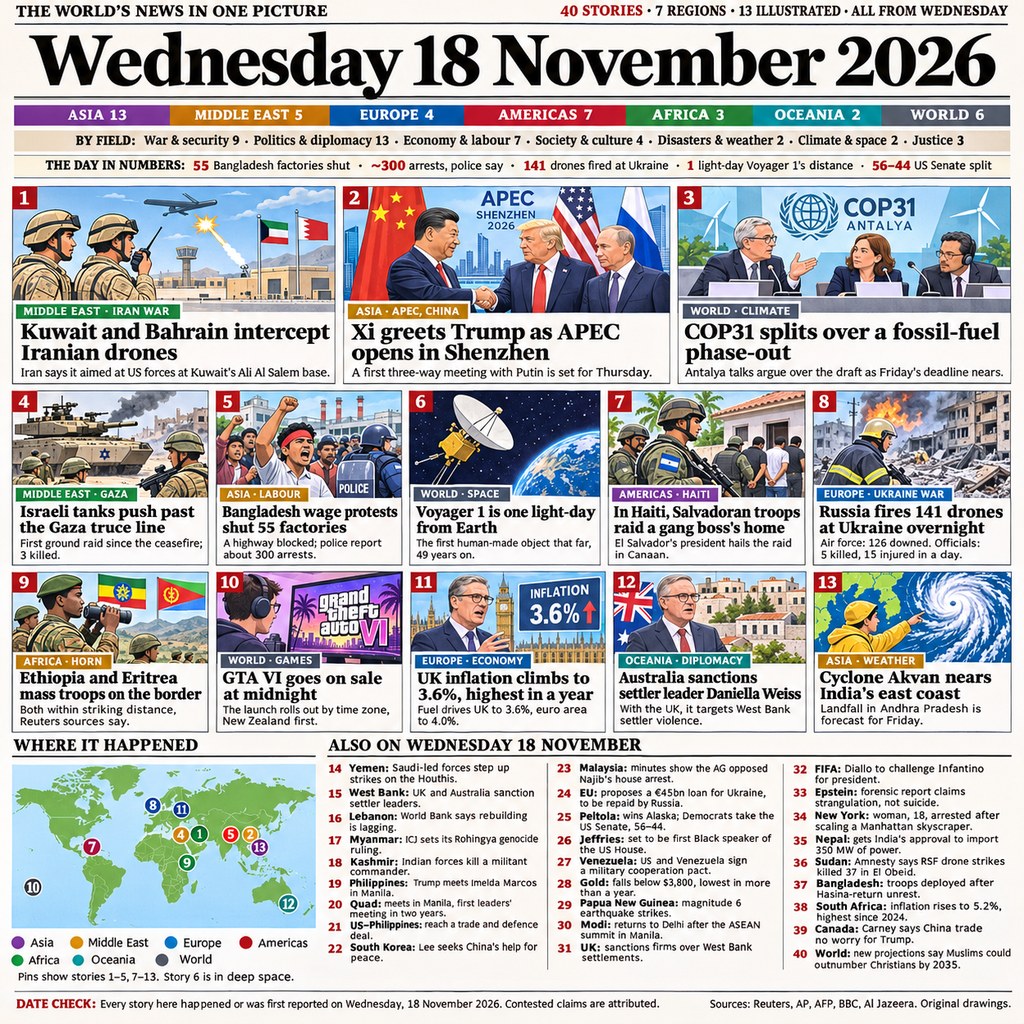 THE WORLD'S NEWS IN ONE PICTURE
40 STORIES · 7 REGIONS · 13 ILLUSTRATED · ALL FROM WEDNESDAY
Wednesday 18 November 2026
ASIA 13
MIDDLE EAST 5
EUROPE 4
AMERICAS 7
AFRICA 3
OCEANIA 2
WORLD 6
BY FIELD: War & security 9 · Politics & diplomacy 13 · Economy & labour 7 · Society & culture 4 · Disasters & weather 2 · Climate & space 2 · Justice 3
THE DAY IN NUMBERS: 55 Bangladesh factories shut · ~300 arrests, police say · 141 drones fired at Ukraine · 1 light-day Voyager 1's distance · 56–44 US Senate split
1
MIDDLE EAST · IRAN WAR
Kuwait and Bahrain intercept
Iranian drones
Iran says it aimed at US forces at Kuwait's Ali Al Salem base.
2
APEC
SHENZHEN
2026
ASIA · APEC, CHINA
Xi greets Trump as APEC
opens in Shenzhen
A first three-way meeting with Putin is set for Thursday.
3
COP31
ANTALYA
WORLD · CLIMATE
COP31 splits over a fossil-fuel
phase-out
Antalya talks argue over the draft as Friday's deadline nears.
4
MIDDLE EAST · GAZA
Israeli tanks push past
the Gaza truce line
First ground raid since the ceasefire;
3 killed.
5
POLICE
ASIA · LABOUR
Bangladesh wage protests
shut 55 factories
A highway blocked; police report
about 300 arrests.
6
WORLD · SPACE
Voyager 1 is one light-day
from Earth
The first human-made object that far,
49 years on.
7
AMERICAS · HAITI
In Haiti, Salvadoran troops
raid a gang boss's home
El Salvador's president hails the raid
in Canaan.
8
EUROPE · UKRAINE WAR
Russia fires 141 drones
at Ukraine overnight
Air force: 126 downed. Officials:
5 killed, 15 injured in a day.
9
AFRICA · HORN
Ethiopia and Eritrea
mass troops on the border
Both within striking distance,
Reuters sources say.
10
grand
theft
auto VI
WORLD · GAMES
GTA VI goes on sale
at midnight
The launch rolls out by time zone,
New Zealand first.
11
INFLATION
3.6%
EUROPE · ECONOMY
UK inflation climbs to
3.6%, highest in a year
Fuel drives UK to 3.6%, euro area
to 4.0%.
12
OCEANIA · DIPLOMACY
Australia sanctions
settler leader Daniella Weiss
With the UK, it targets West Bank
settler violence.
13
ASIA · WEATHER
Cyclone Akvan nears
India's east coast
Landfall in Andhra Pradesh is
forecast for Friday.
WHERE IT HAPPENED
8
11
4
1
5
2
13
7
9
10
12
Asia
Middle East
Europe
Americas
Africa
Oceania
World
Pins show stories 1–5, 7–13. Story 6 is in deep space.
ALSO ON WEDNESDAY 18 NOVEMBER
14 Yemen: Saudi-led forces step up
strikes on the Houthis.
15 West Bank: UK and Australia sanction
settler leaders.
16 Lebanon: World Bank says rebuilding
is lagging.
17 Myanmar: ICJ sets its Rohingya genocide
ruling.
18 Kashmir: Indian forces kill a militant
commander.
19 Philippines: Trump meets Imelda Marcos
in Manila.
20 Quad: meets in Manila, first leaders'
meeting in two years.
21 US–Philippines: reach a trade and defence
deal.
22 South Korea: Lee seeks China's help for
peace.
23 Malaysia: minutes show the AG opposed
Najib's house arrest.
24 EU: proposes a €45bn loan for Ukraine,
to be repaid by Russia.
25 Peltola: wins Alaska; Democrats take the
US Senate, 56–44.
26 Jeffries: set to be first Black speaker of
the US House.
27 Venezuela: US and Venezuela sign
a military cooperation pact.
28 Gold: falls below $3,800, lowest in more
than a year.
29 Papua New Guinea: magnitude 6
earthquake strikes.
30 Modi: returns to Delhi after the ASEAN
summit in Manila.
31 UK: sanctions firms over West Bank
settlements.
32 FIFA: Diallo to challenge Infantino
for president.
33 Epstein: forensic report claims
strangulation, not suicide.
34 New York: woman, 18, arrested after
scaling a Manhattan skyscraper.
35 Nepal: gets India's approval to import
350 MW of power.
36 Sudan: Amnesty says RSF drone strikes
killed 37 in El Obeid.
37 Bangladesh: troops deployed after
Hasina-return unrest.
38 South Africa: inflation rises to 5.2%,
highest since 2024.
39 Canada: Carney says China trade
no worry for Trump.
40 World: new projections say Muslims could
outnumber Christians by 2035.
DATE CHECK: Every story here happened or was first reported on Wednesday, 18 November 2026. Contested claims are attributed.
Sources: Reuters, AP, AFP, BBC, Al Jazeera. Original drawings.